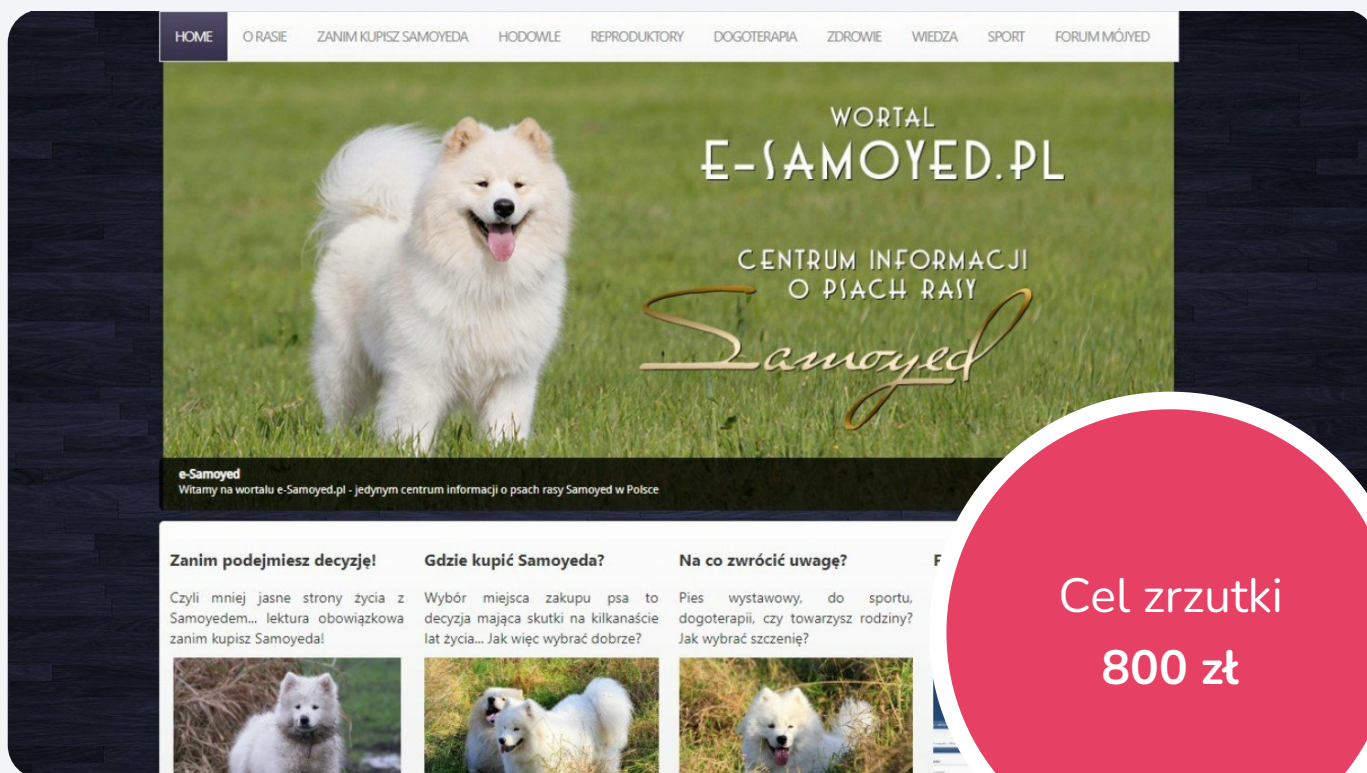 HOME O RASIE ZANIM KUPISZ SAMOYEDA HODOWLE REPRODUKTORY DOGOTERAPIA ZDROWIE WIEDZA SPORT FORUM MÓJYED
WORTAL
E-SAMOYED.PL
CENTRUM INFORMACJI
O PSACH RASY
Samoyed
e-Samoyed
Witamy na wortalu e-Samoyed.pl - jedynym centrum informacji o psach rasy Samoyed w Polsce
Zanim podejmiesz decyzję!
Czyli mniej jasne strony życia z
Samoyedem... lektura obowiązkowa
zanim kupisz Samoyeda!
Gdzie kupić Samoyeda?
Wybór miejsca zakupu psa to
decyzja mająca skutki na kilkanaście
lat życia... Jak więc wybrać dobrze?
Na co zwrócić uwagę?
Pies wystawowy, do sportu,
dogoterapii, czy towarzysz rodziny?
Jak wybrać szczenię?
Cel zrzutki
800 zł